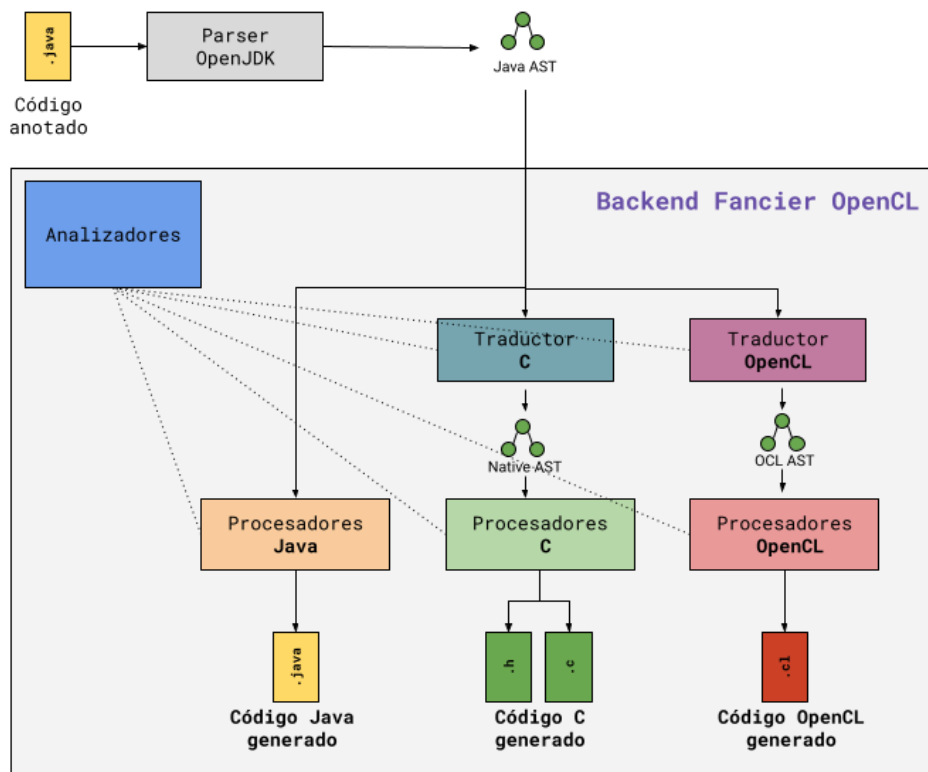 .java
Parser
OpenJDK
Java AST
Código
anotado
Backend Fancier OpenCL
Analizadores
Traductor
C
Traductor
OpenCL
Native AST
OCL AST
Procesadores
Java
Procesadores
C
Procesadores
OpenCL
.java
.h
.c
.cl
Código Java
generado
Código C
generado
Código OpenCL
generado